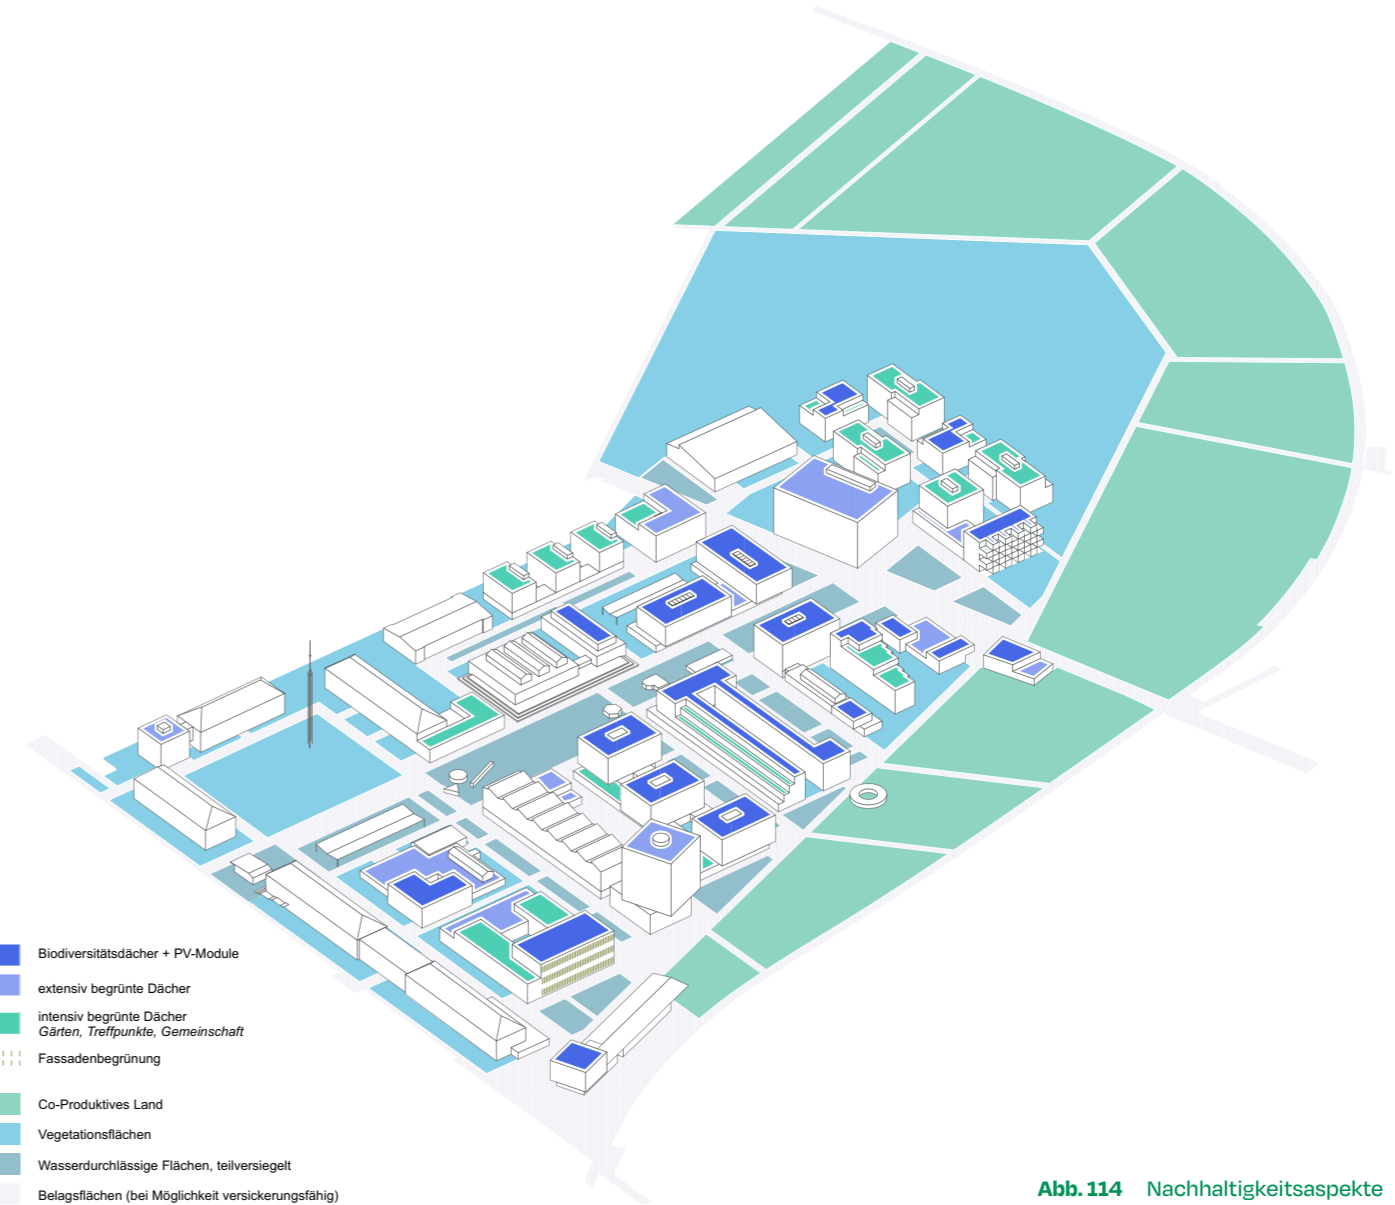 Biodiversitätsdächer + PV-Module
extensiv begrünte Dächer
intensiv begrünte Dächer
Gärten, Treffpunkte, Gemeinschaft
Fassadenbegrünung
Co-Produktives Land
Vegetationsflächen
Wasserdurchlässige Flächen, teilversiegelt
Belagsflächen (bei Möglichkeit versickerungsfähig)
Abb. 114 Nachhaltigkeitsaspekte